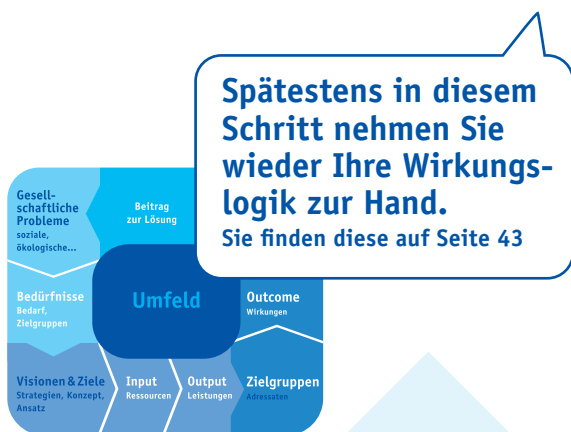 Spätestens in diesem
Schritt nehmen Sie
wieder Ihre Wirkungs-
logik zur Hand.
Sie finden diese auf Seite 43
Gesell-
schaftliche
Probleme
soziale,
ökologische...
Beitrag
zur Lösung
Bedürfnisse
Bedarf,
Zielgruppen
Umfeld
Outcome
Wirkungen
Visionen & Ziele
Strategien, Konzept,
Ansatz
Input
Ressourcen
Output
Leistungen
Zielgruppen
Adressaten